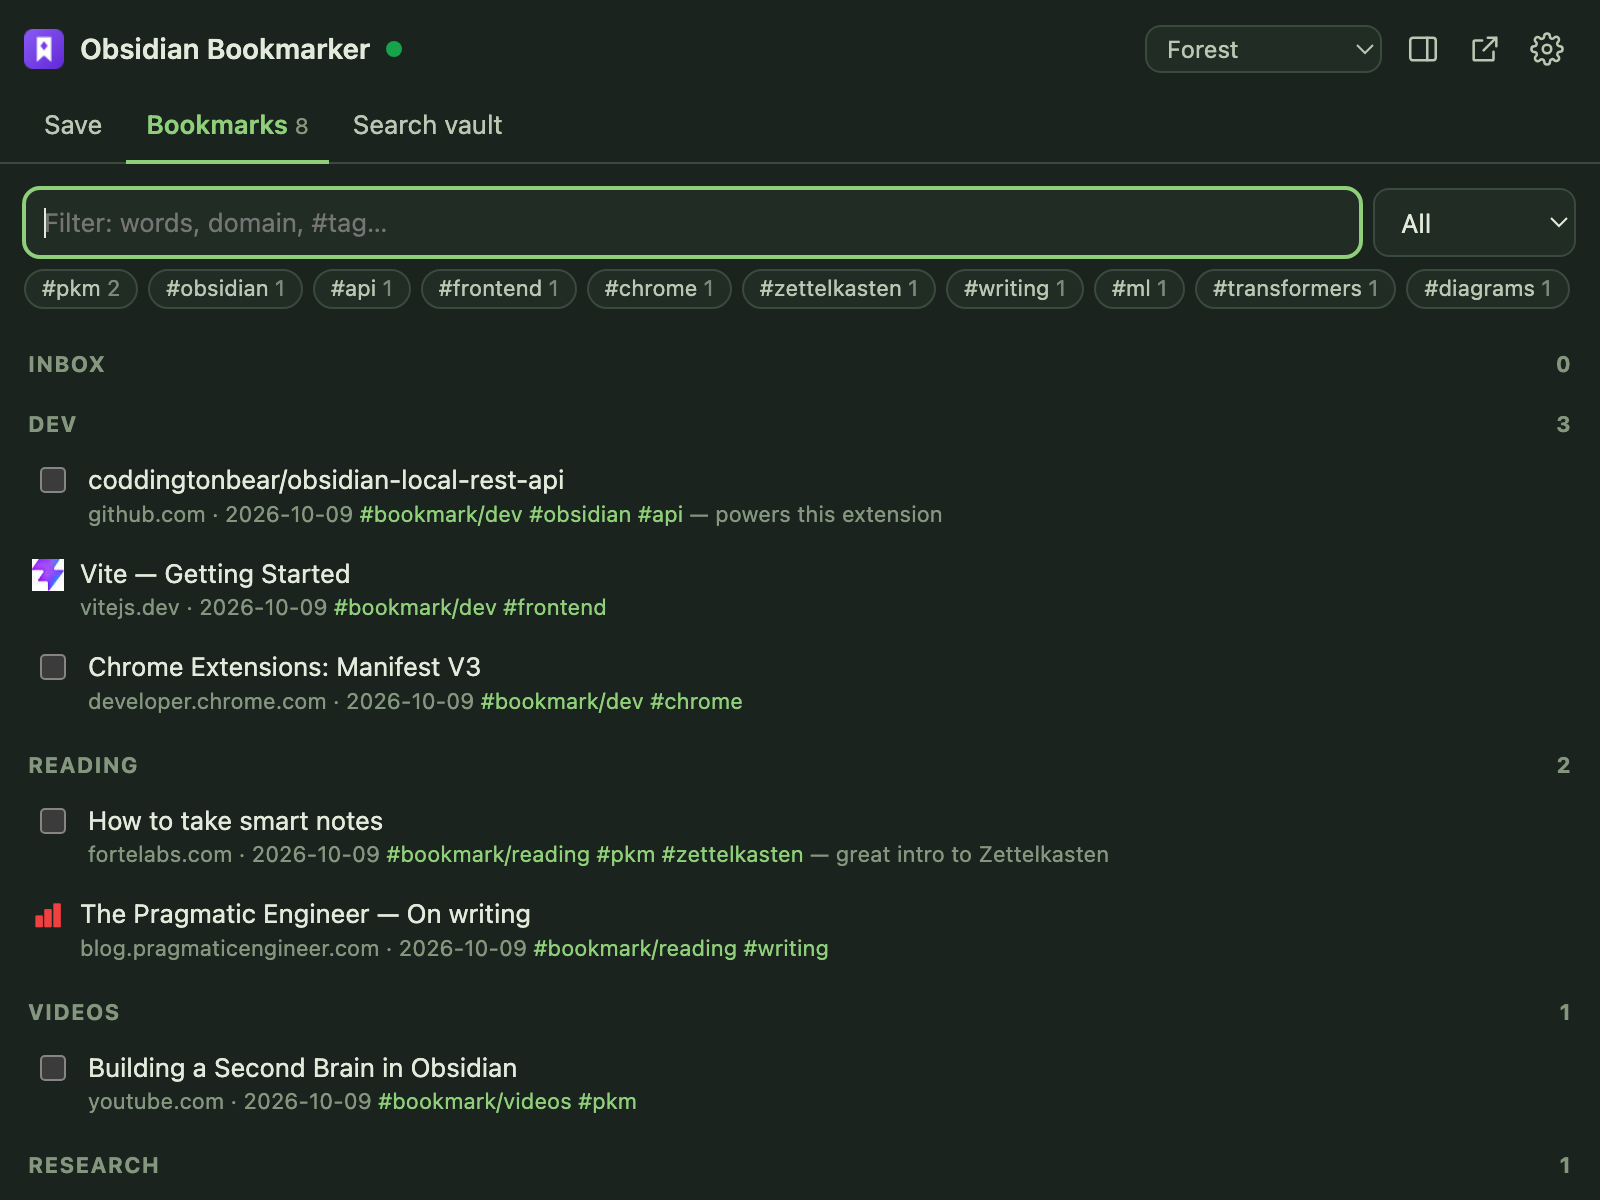 Obsidian Bookmarker
Forest
Save
Bookmarks 8
Search vault
Filter: words, domain, #tag...
All
#pkm 2
#obsidian 1
#api 1
#frontend 1
#chrome 1
#zettelkasten 1
#writing 1
#ml 1
#transformers 1
#diagrams 1
INBOX 0
DEV 3
coddingtonbear/obsidian-local-rest-api
github.com · 2026-10-09 #bookmark/dev #obsidian #api — powers this extension
Vite — Getting Started
vitejs.dev · 2026-10-09 #bookmark/dev #frontend
Chrome Extensions: Manifest V3
developer.chrome.com · 2026-10-09 #bookmark/dev #chrome
READING 2
How to take smart notes
fortelabs.com · 2026-10-09 #bookmark/reading #pkm #zettelkasten — great intro to Zettelkasten
The Pragmatic Engineer — On writing
blog.pragmaticengineer.com · 2026-10-09 #bookmark/reading #writing
VIDEOS 1
Building a Second Brain in Obsidian
youtube.com · 2026-10-09 #bookmark/videos #pkm
RESEARCH 1